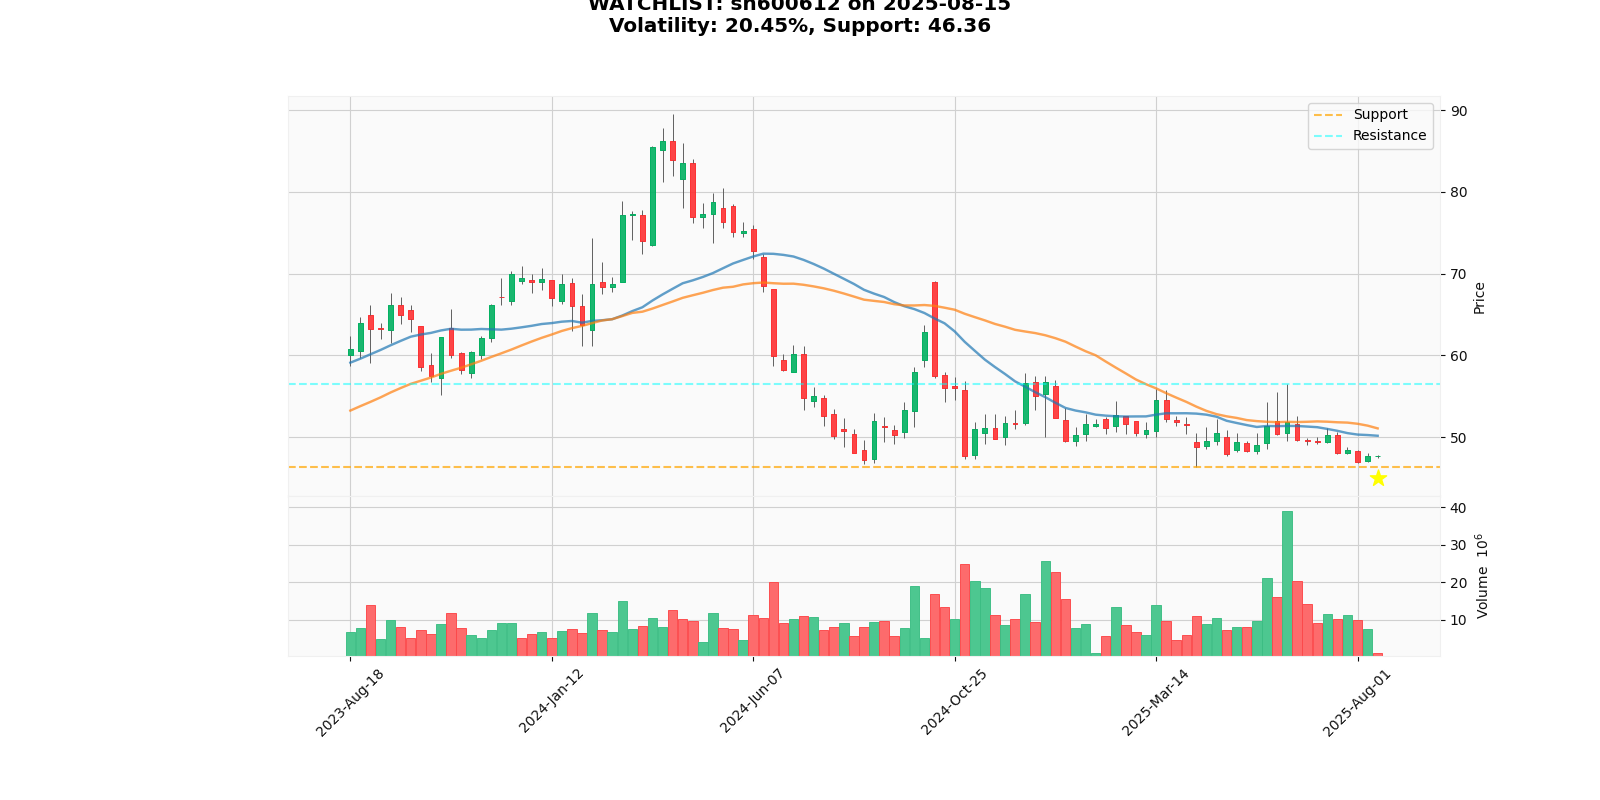 WATCHLIST: sh600612 on 2025-08-15
Volatility: 20.45%, Support: 46.36
Support
Resistance
90
80
70
60
50
Price
40
30
20
10
Volume 10^6
2023-Aug-18
2024-Jan-12
2024-Jun-07
2024-Oct-25
2025-Mar-14
2025-Aug-01